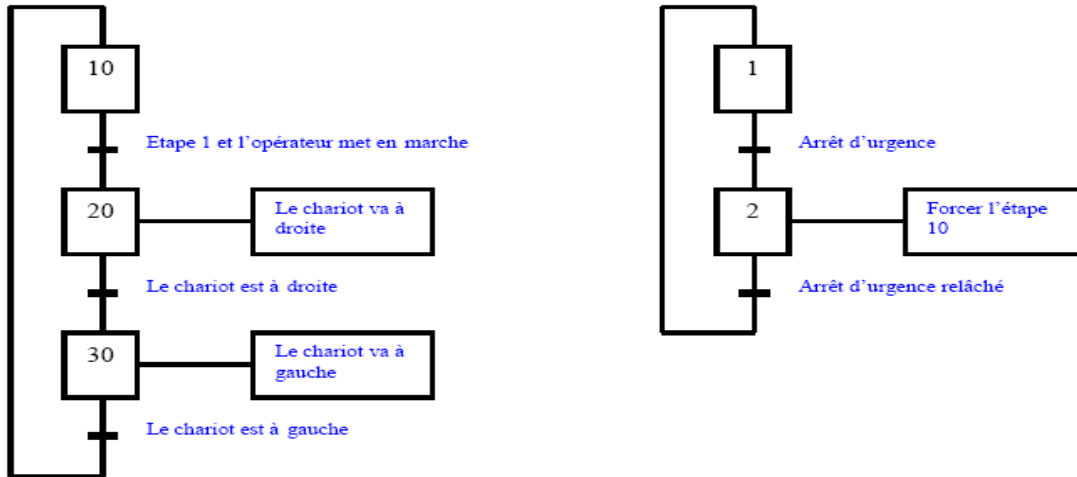 10
Etape 1 et l'opérateur met en marche
20
Le chariot va à
droite
Le chariot est à droite
30
Le chariot va à
gauche
Le chariot est à gauche
1
Arrêt d'urgence
2
Forcer l'étape
10
Arrêt d'urgence relâché